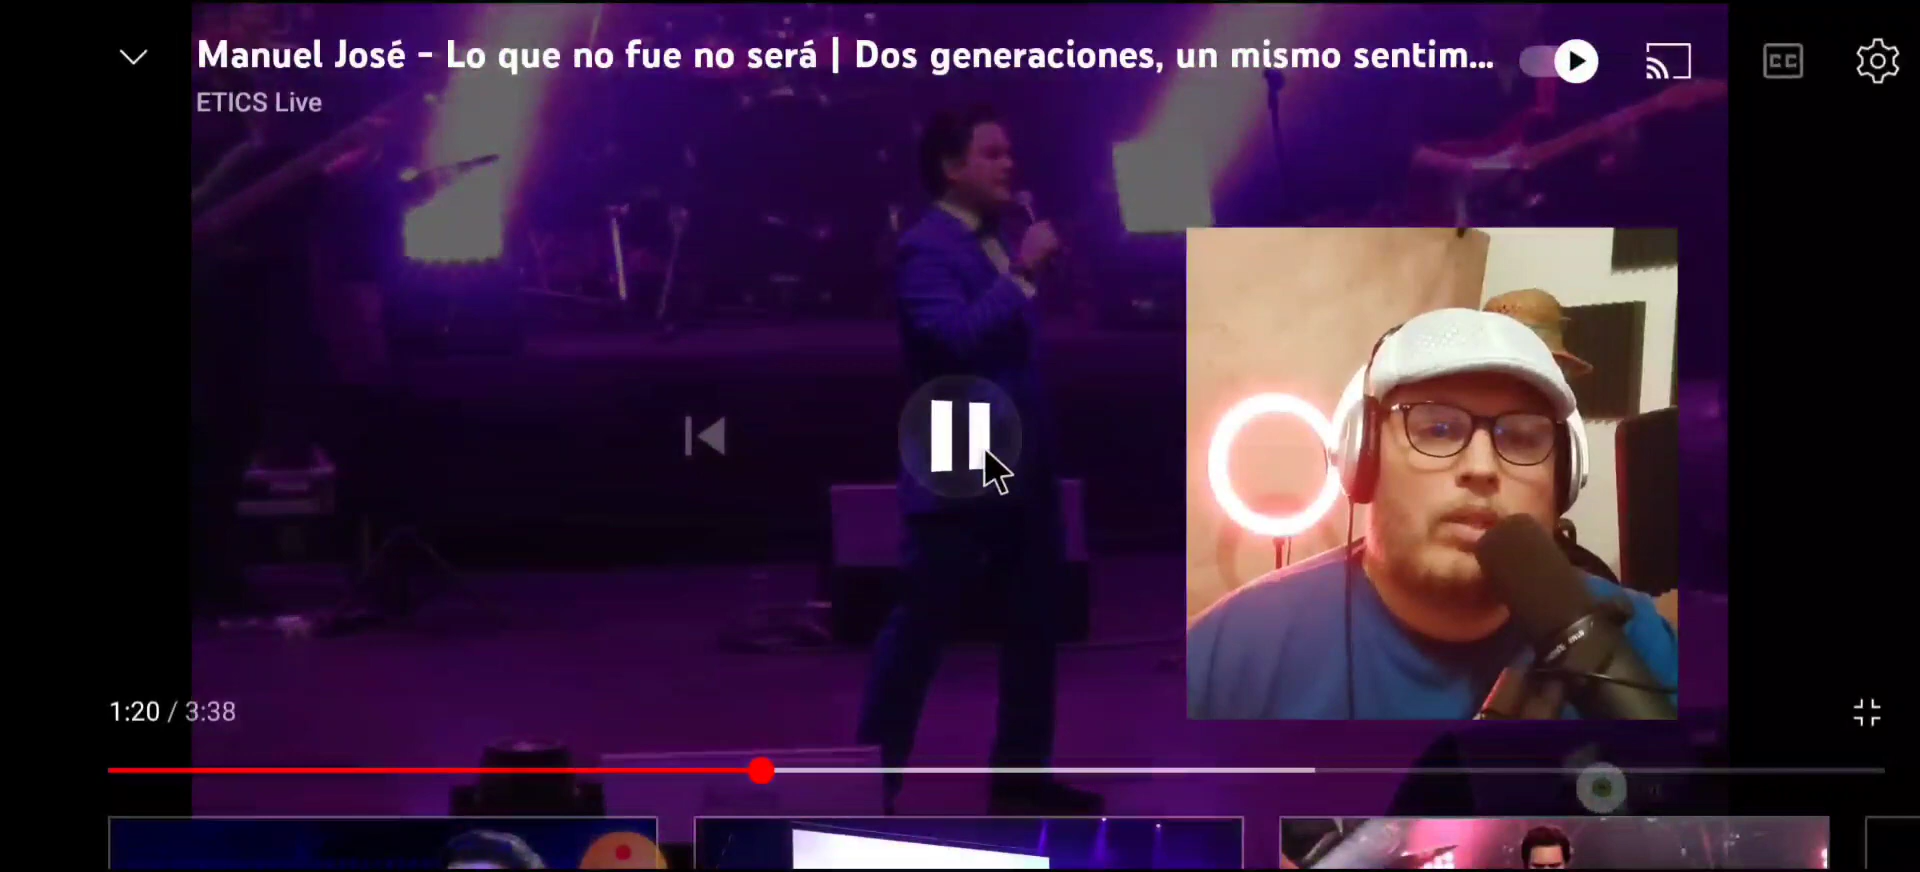 Manuel José - Lo que no fue no será | Dos generaciones, un mismo sentim...
ETICS Live
CC
1:20 / 3:38